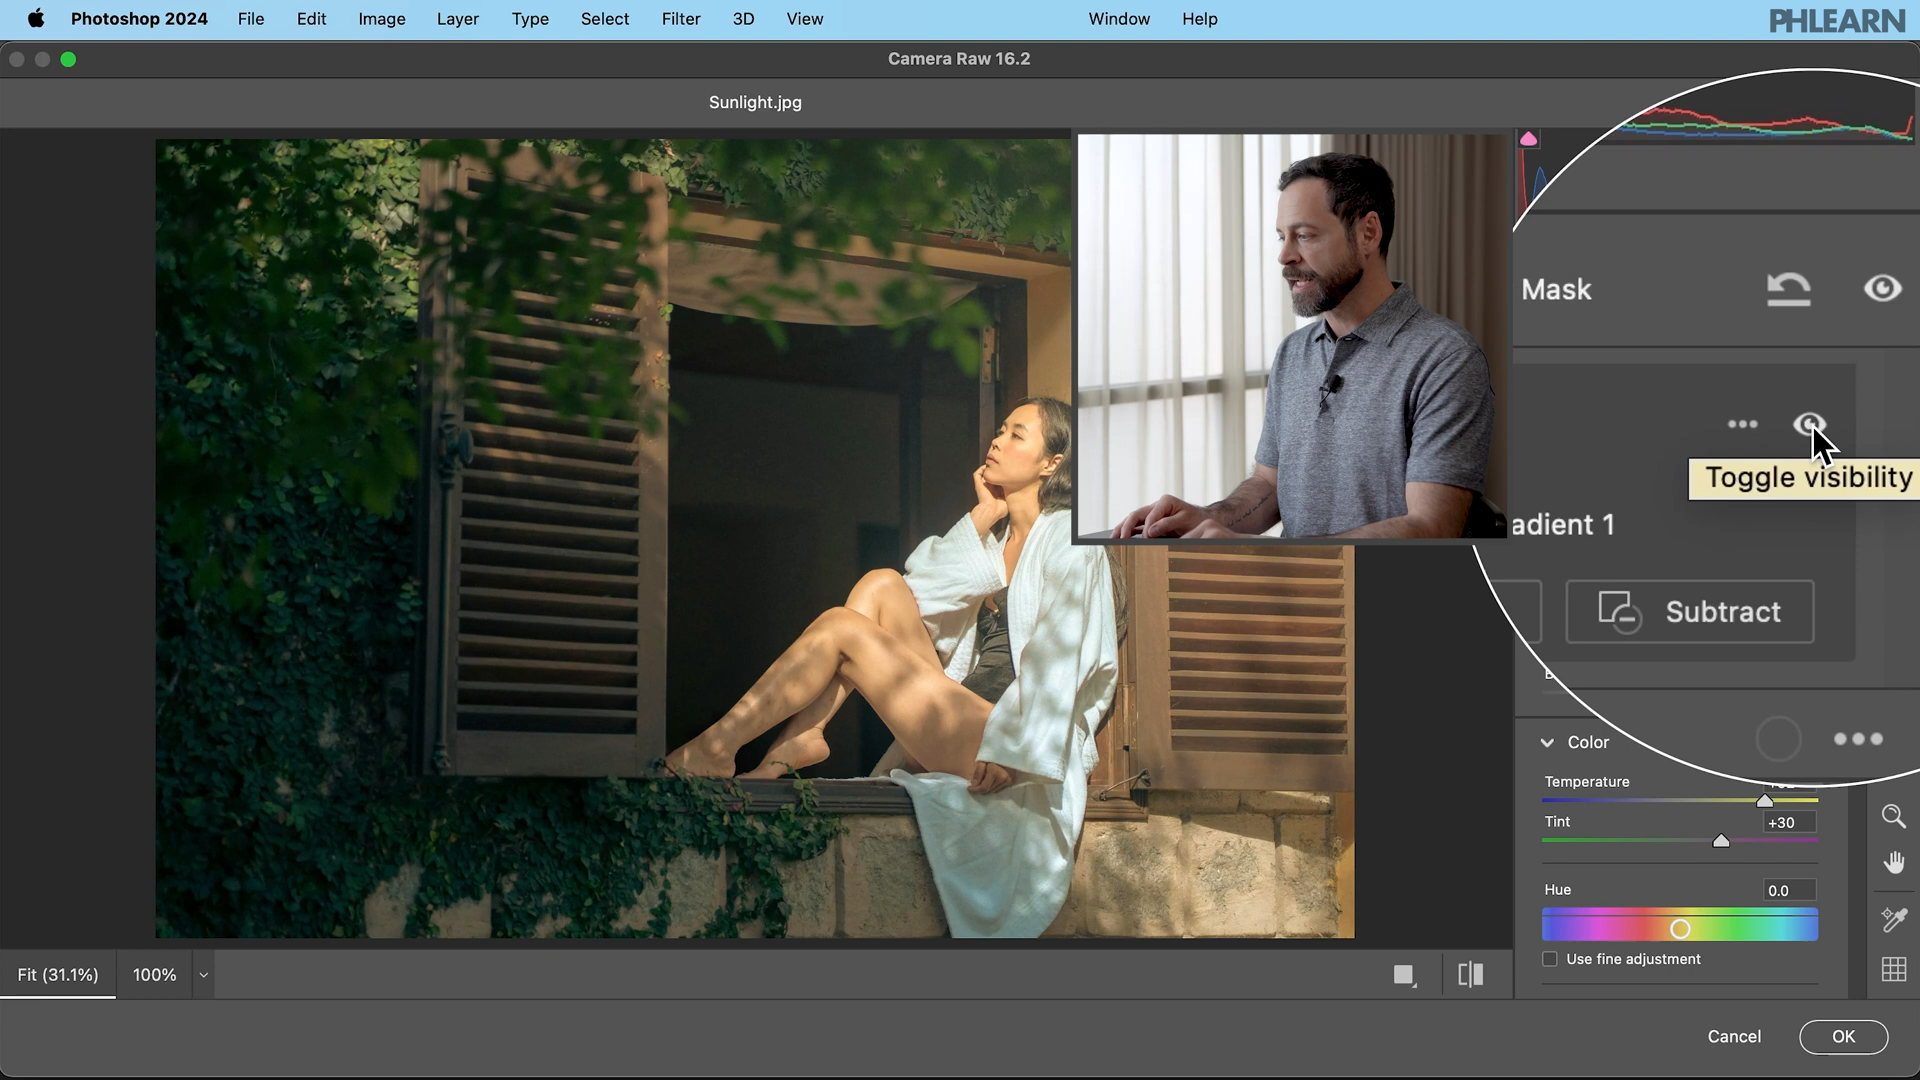 Photoshop 2024 File Edit Image Layer Type Select Filter 3D View Window Help PHLEARN
Camera Raw 16.2
Sunlight.jpg
Mask
Toggle visibility
adient 1
Subtract
Color
Temperature
Tint +30
Hue 0.0
Use fine adjustment
Fit (31.1%) 100%
Cancel OK